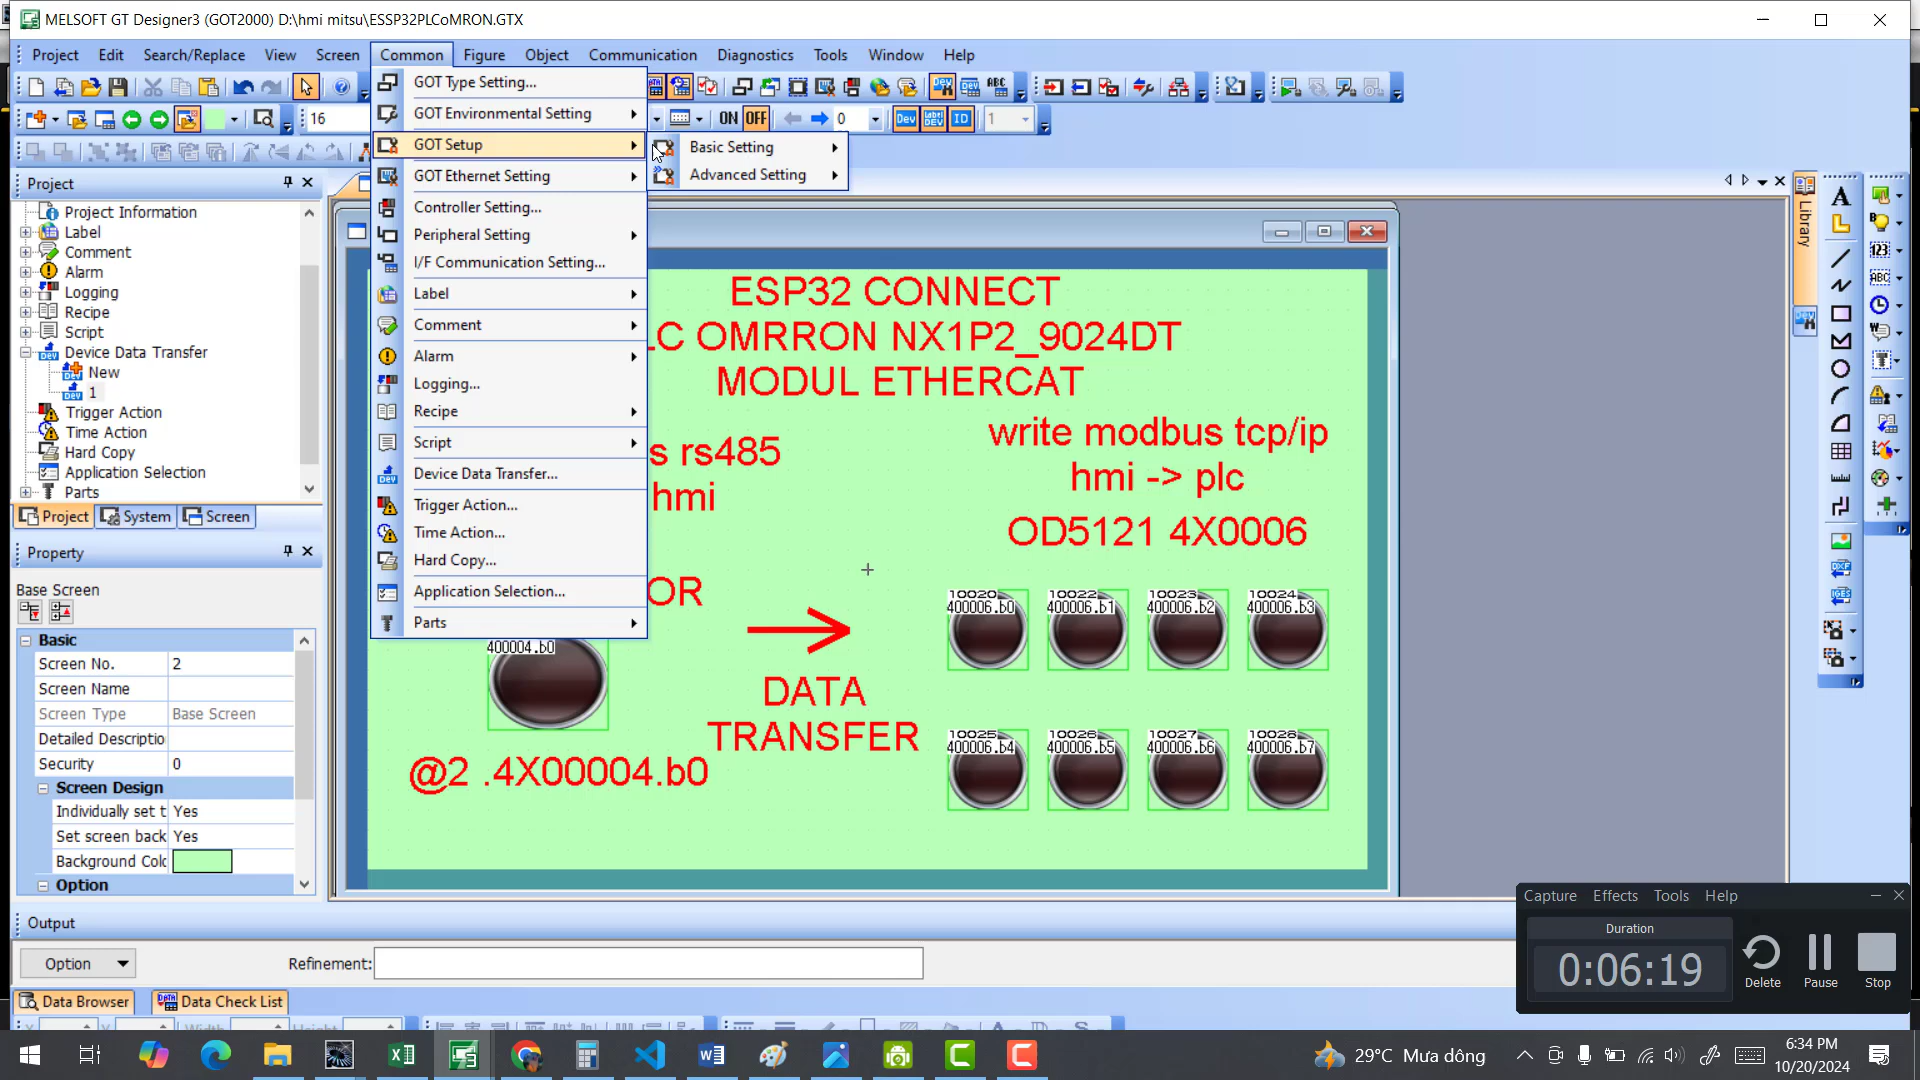 MELSOFT GT Designer3 (GOT2000) D:\hmi mitsu\ESSP32PLCoMRON.GTX
Project Edit Search/Replace View Screen Common Figure Object Communication Diagnostics Tools Window Help
16
ON OFF 0 Dev ID 1
Project
Project Information
Label
Comment
Alarm
Logging
Recipe
Script
Device Data Transfer
New
1
Trigger Action
Time Action
Hard Copy
Application Selection
Parts
Project System Screen
Property
Base Screen
Basic
Screen No. 2
Screen Name
Screen Type Base Screen
Detailed Descriptio
Security 0
Screen Design
Individually set t Yes
Set screen back Yes
Background Colc
Option
GOT Type Setting...
GOT Environmental Setting
GOT Setup
GOT Ethernet Setting
Controller Setting...
Peripheral Setting
I/F Communication Setting...
Label
Comment
Alarm
Logging...
Recipe
Script
Device Data Transfer...
Trigger Action...
Time Action...
Hard Copy...
Application Selection...
Parts
Basic Setting
Advanced Setting
ESP32 CONNECT
LC OMRRON NX1P2_9024DT
MODUL ETHERCAT
s rs485
hmi
write modbus tcp/ip
hmi -> plc
OD5121 4X0006
OR
400004.b0
@2 .4X00004.b0
DATA
TRANSFER
10020 10022 10023 10024
400006.b0 400006.b1 400006.b2 400006.b3
10025 10026 10027 10028
400006.b4 400006.b5 400006.b6 400006.b7
Library
Output
Option
Refinement:
Data Browser Data Check List
Capture Effects Tools Help
Duration
0:06:19
Delete Pause Stop
29°C Mưa dông
6:34 PM
10/20/2024